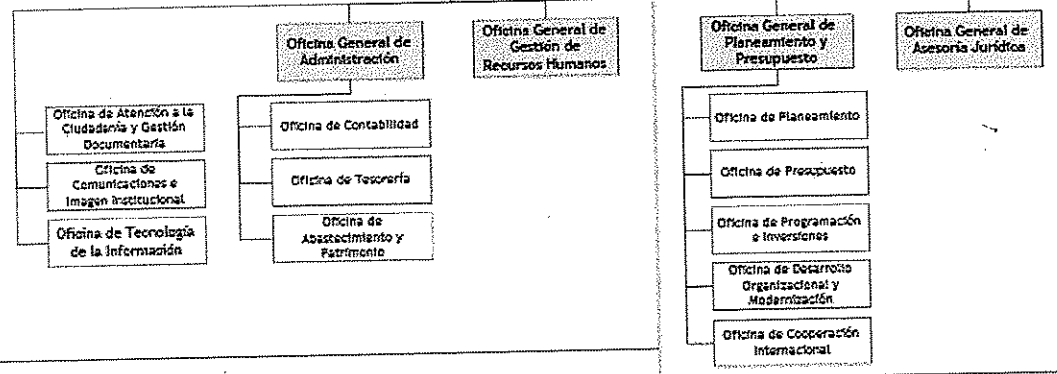 Oficina General de
Administración
Oficina General de
Gestión de
Recursos Humanos
Oficina General de
Planeamiento y
Presupuesto
Oficina General de
Asesoría Jurídica
Oficina de Atención a la
Ciudadanía y Gestión
Documentaria
Oficina de
Comunicaciones e
Imagen Institucional
Oficina de Tecnología
de la Información
Oficina de Contabilidad
Oficina de Tesorería
Oficina de
Abastecimiento y
Patrimonio
Oficina de Planeamiento
Oficina de Presupuesto
Oficina de Programación
e Inversiones
Oficina de Desarrollo
Organizacional y
Modernización
Oficina de Cooperación
Internacional